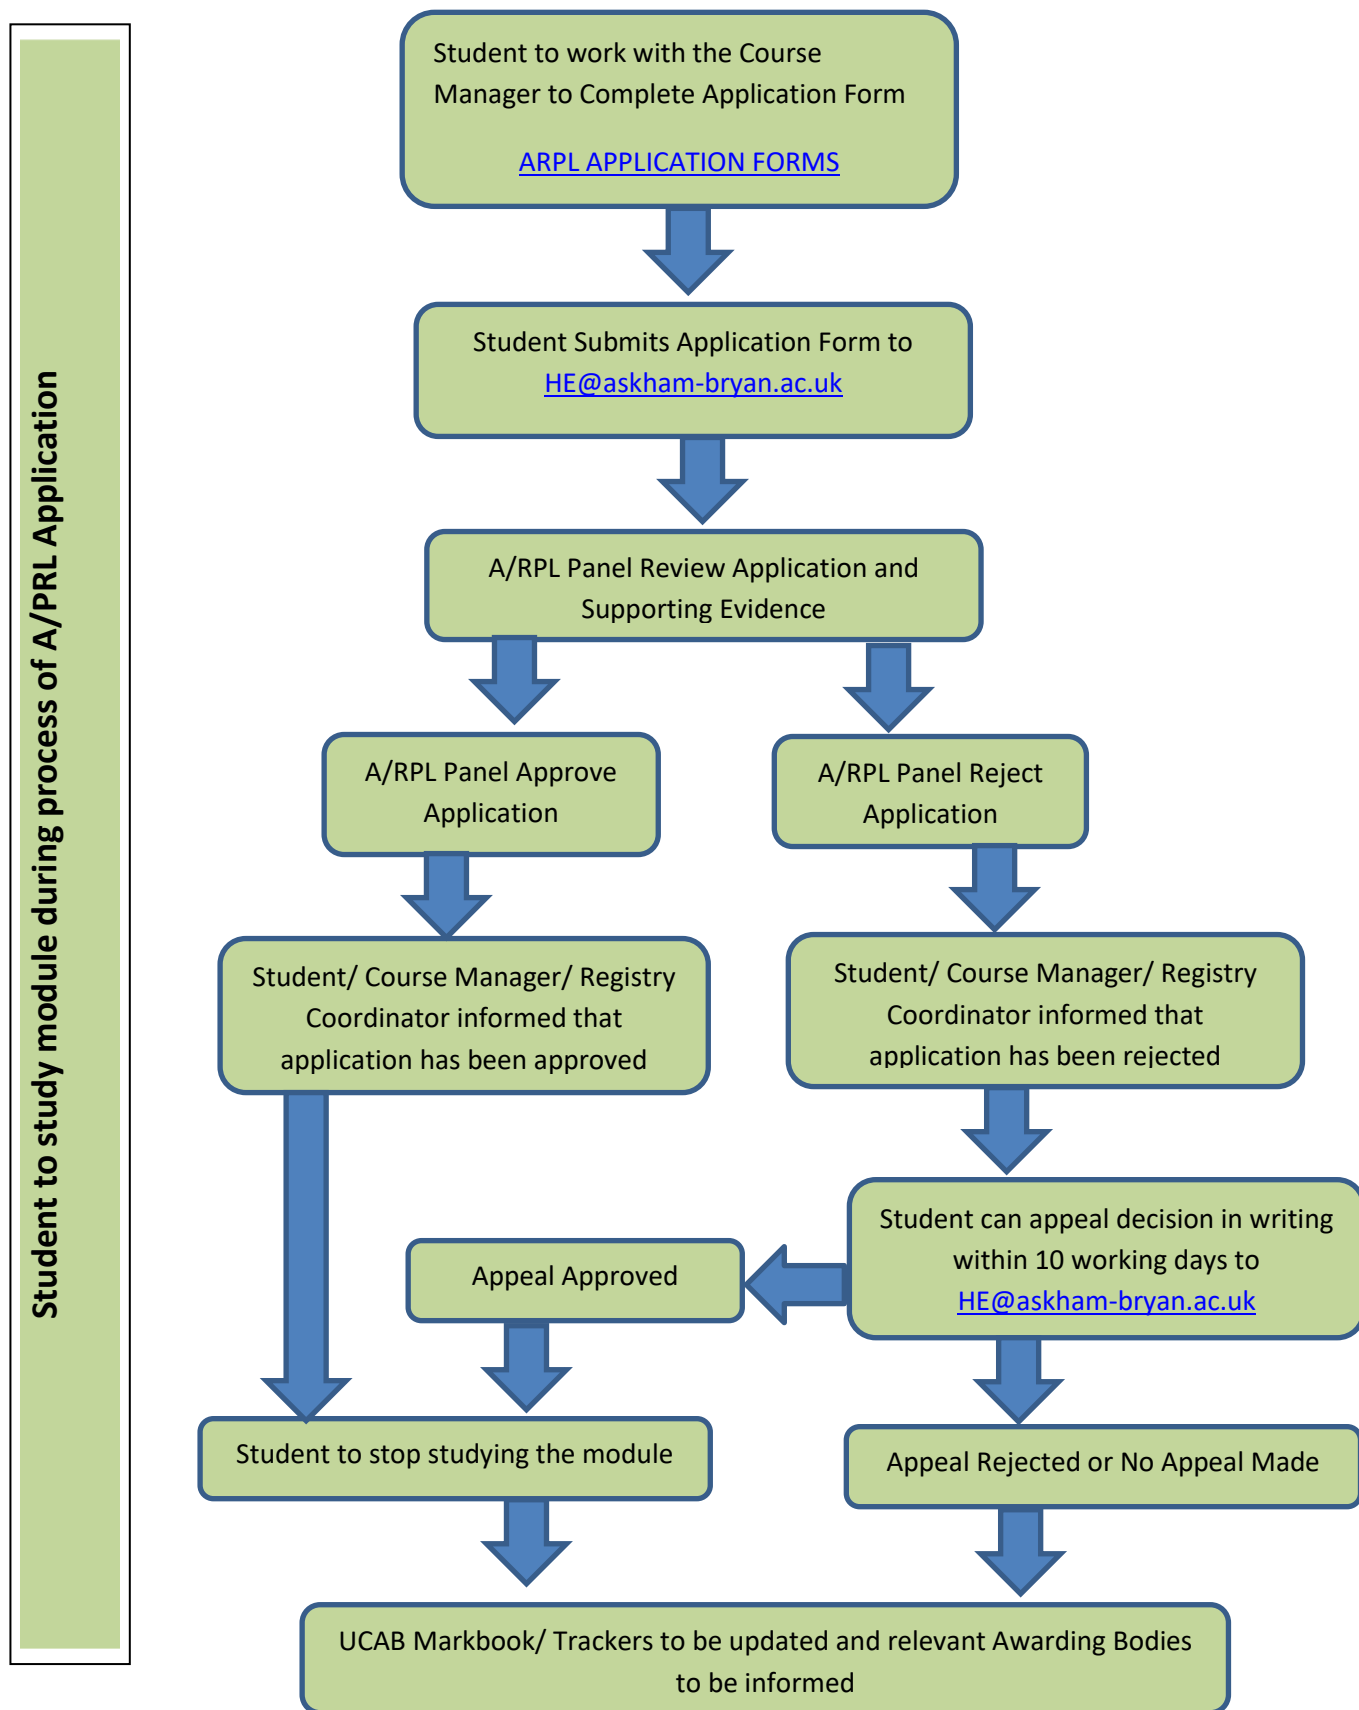 Student to study module during process of A/PRL Application
Student to work with the Course
Manager to Complete Application Form
ARPL APPLICATION FORMS
Student Submits Application Form to
HE@askham-bryan.ac.uk
A/RPL Panel Review Application and
Supporting Evidence
A/RPL Panel Approve
Application
A/RPL Panel Reject
Application
Student/ Course Manager/ Registry
Coordinator informed that
application has been approved
Student/ Course Manager/ Registry
Coordinator informed that
application has been rejected
Student can appeal decision in writing
within 10 working days to
HE@askham-bryan.ac.uk
Appeal Approved
Student to stop studying the module
Appeal Rejected or No Appeal Made
UCAB Markbook/ Trackers to be updated and relevant Awarding Bodies
to be informed